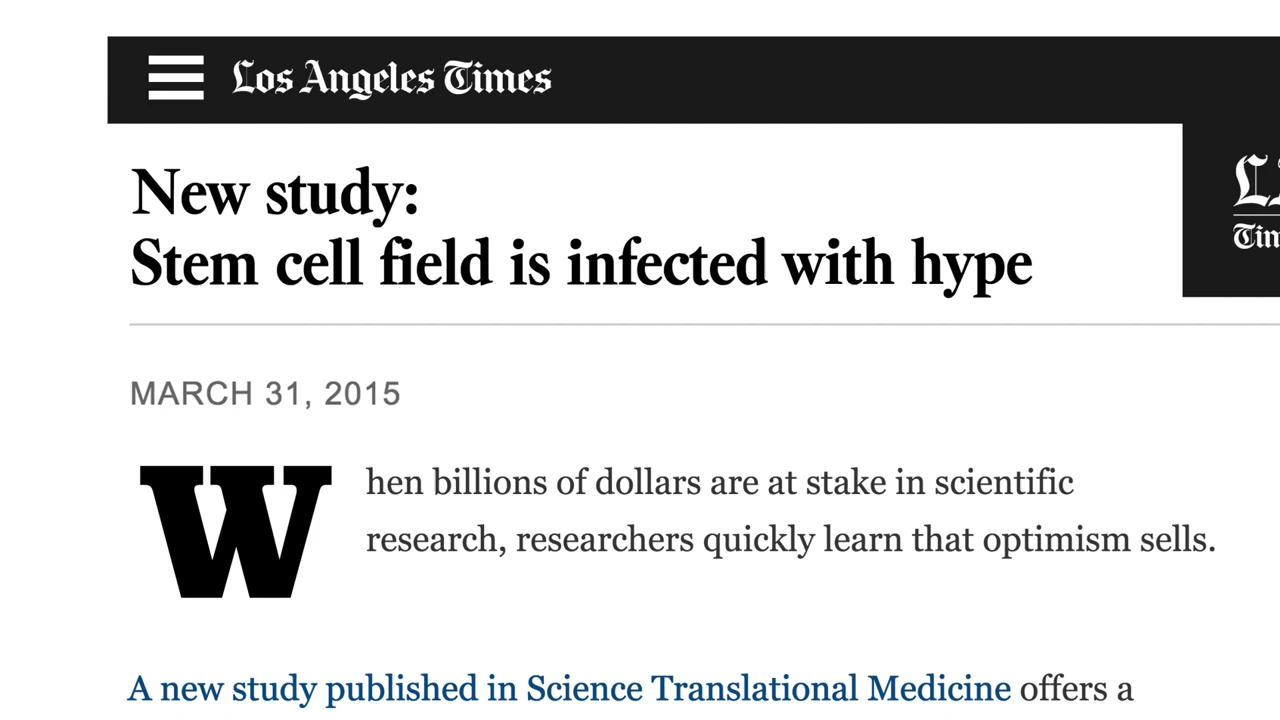 Los Angeles Times
New study:
Stem cell field is infected with hype
MARCH 31, 2015
When billions of dollars are at stake in scientific
research, researchers quickly learn that optimism sells.
A new study published in Science Translational Medicine offers a